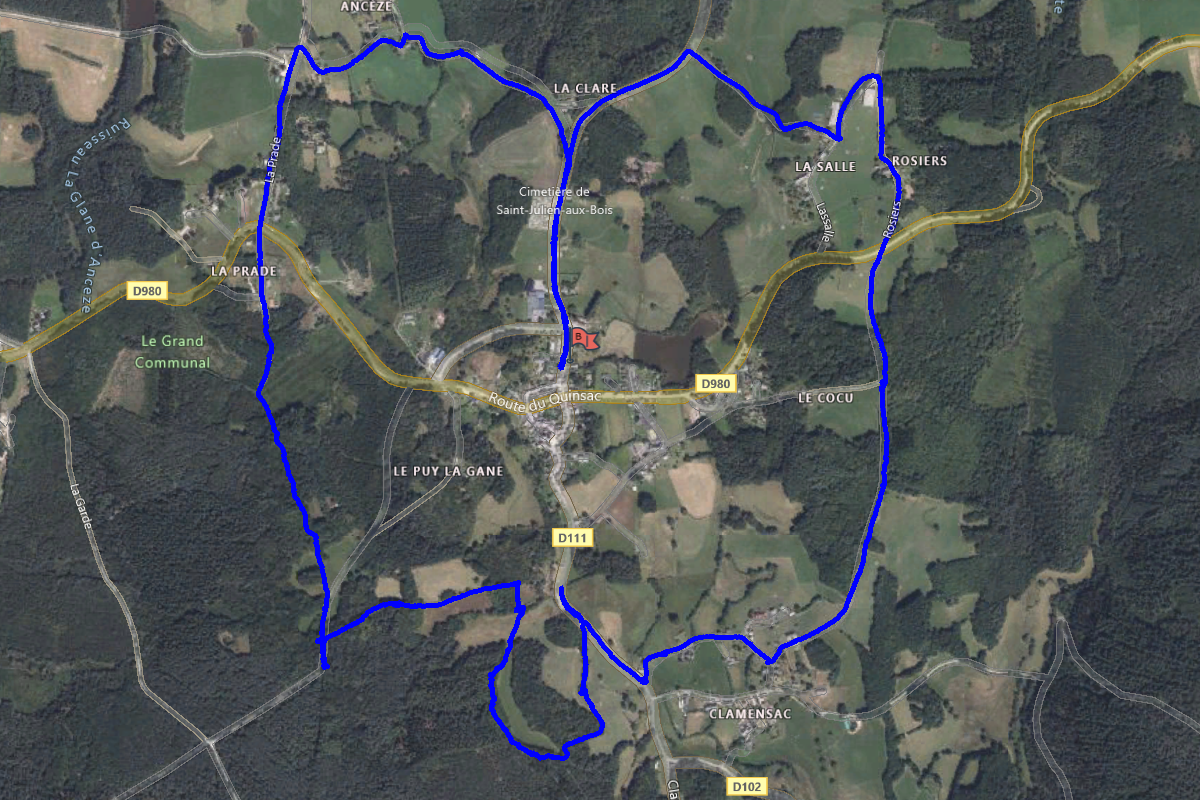 ANCÈZE
LA CLARE
Ruisseau La Glane d'Anceze
La Prade
LA SALLE
ROSIERS
Cimetière de
Saint-Julien-aux-Bois
Lassalle
Rosiers
LA PRADE
D980
Le Grand
Communal
B
D980
Route du Quinsac
LE COCU
LE PUY LA GANE
La Garde
D111
CLAMENSAC
D102
Cla